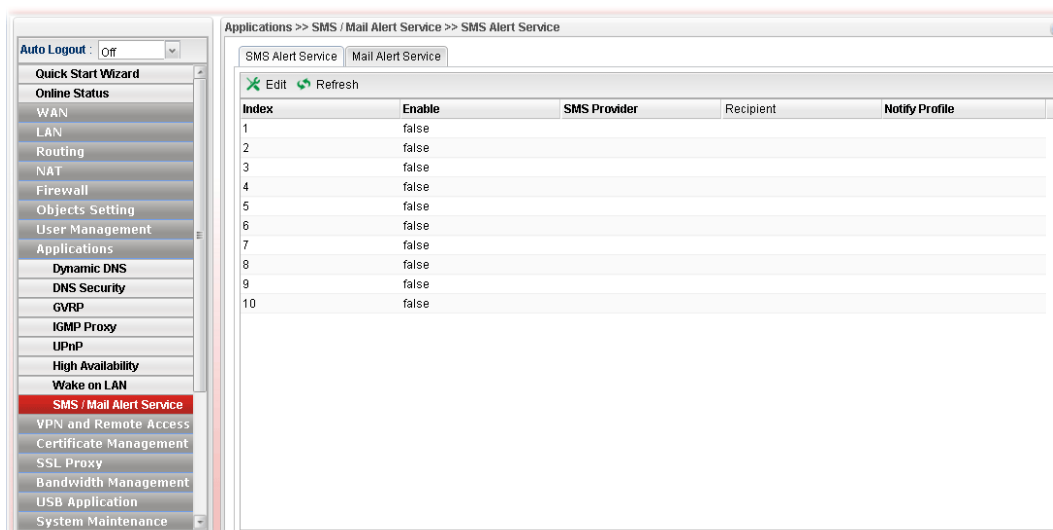 Applications >> SMS / Mail Alert Service >> SMS Alert Service
Auto Logout : Off
Quick Start Wizard
Online Status
WAN
LAN
Routing
NAT
Firewall
Objects Setting
User Management
Applications
Dynamic DNS
DNS Security
GVRP
IGMP Proxy
UPnP
High Availability
Wake on LAN
SMS / Mail Alert Service
VPN and Remote Access
Certificate Management
SSL Proxy
Bandwidth Management
USB Application
System Maintenance
SMS Alert Service Mail Alert Service
Edit Refresh
Index Enable SMS Provider Recipient Notify Profile
1 false
2 false
3 false
4 false
5 false
6 false
7 false
8 false
9 false
10 false